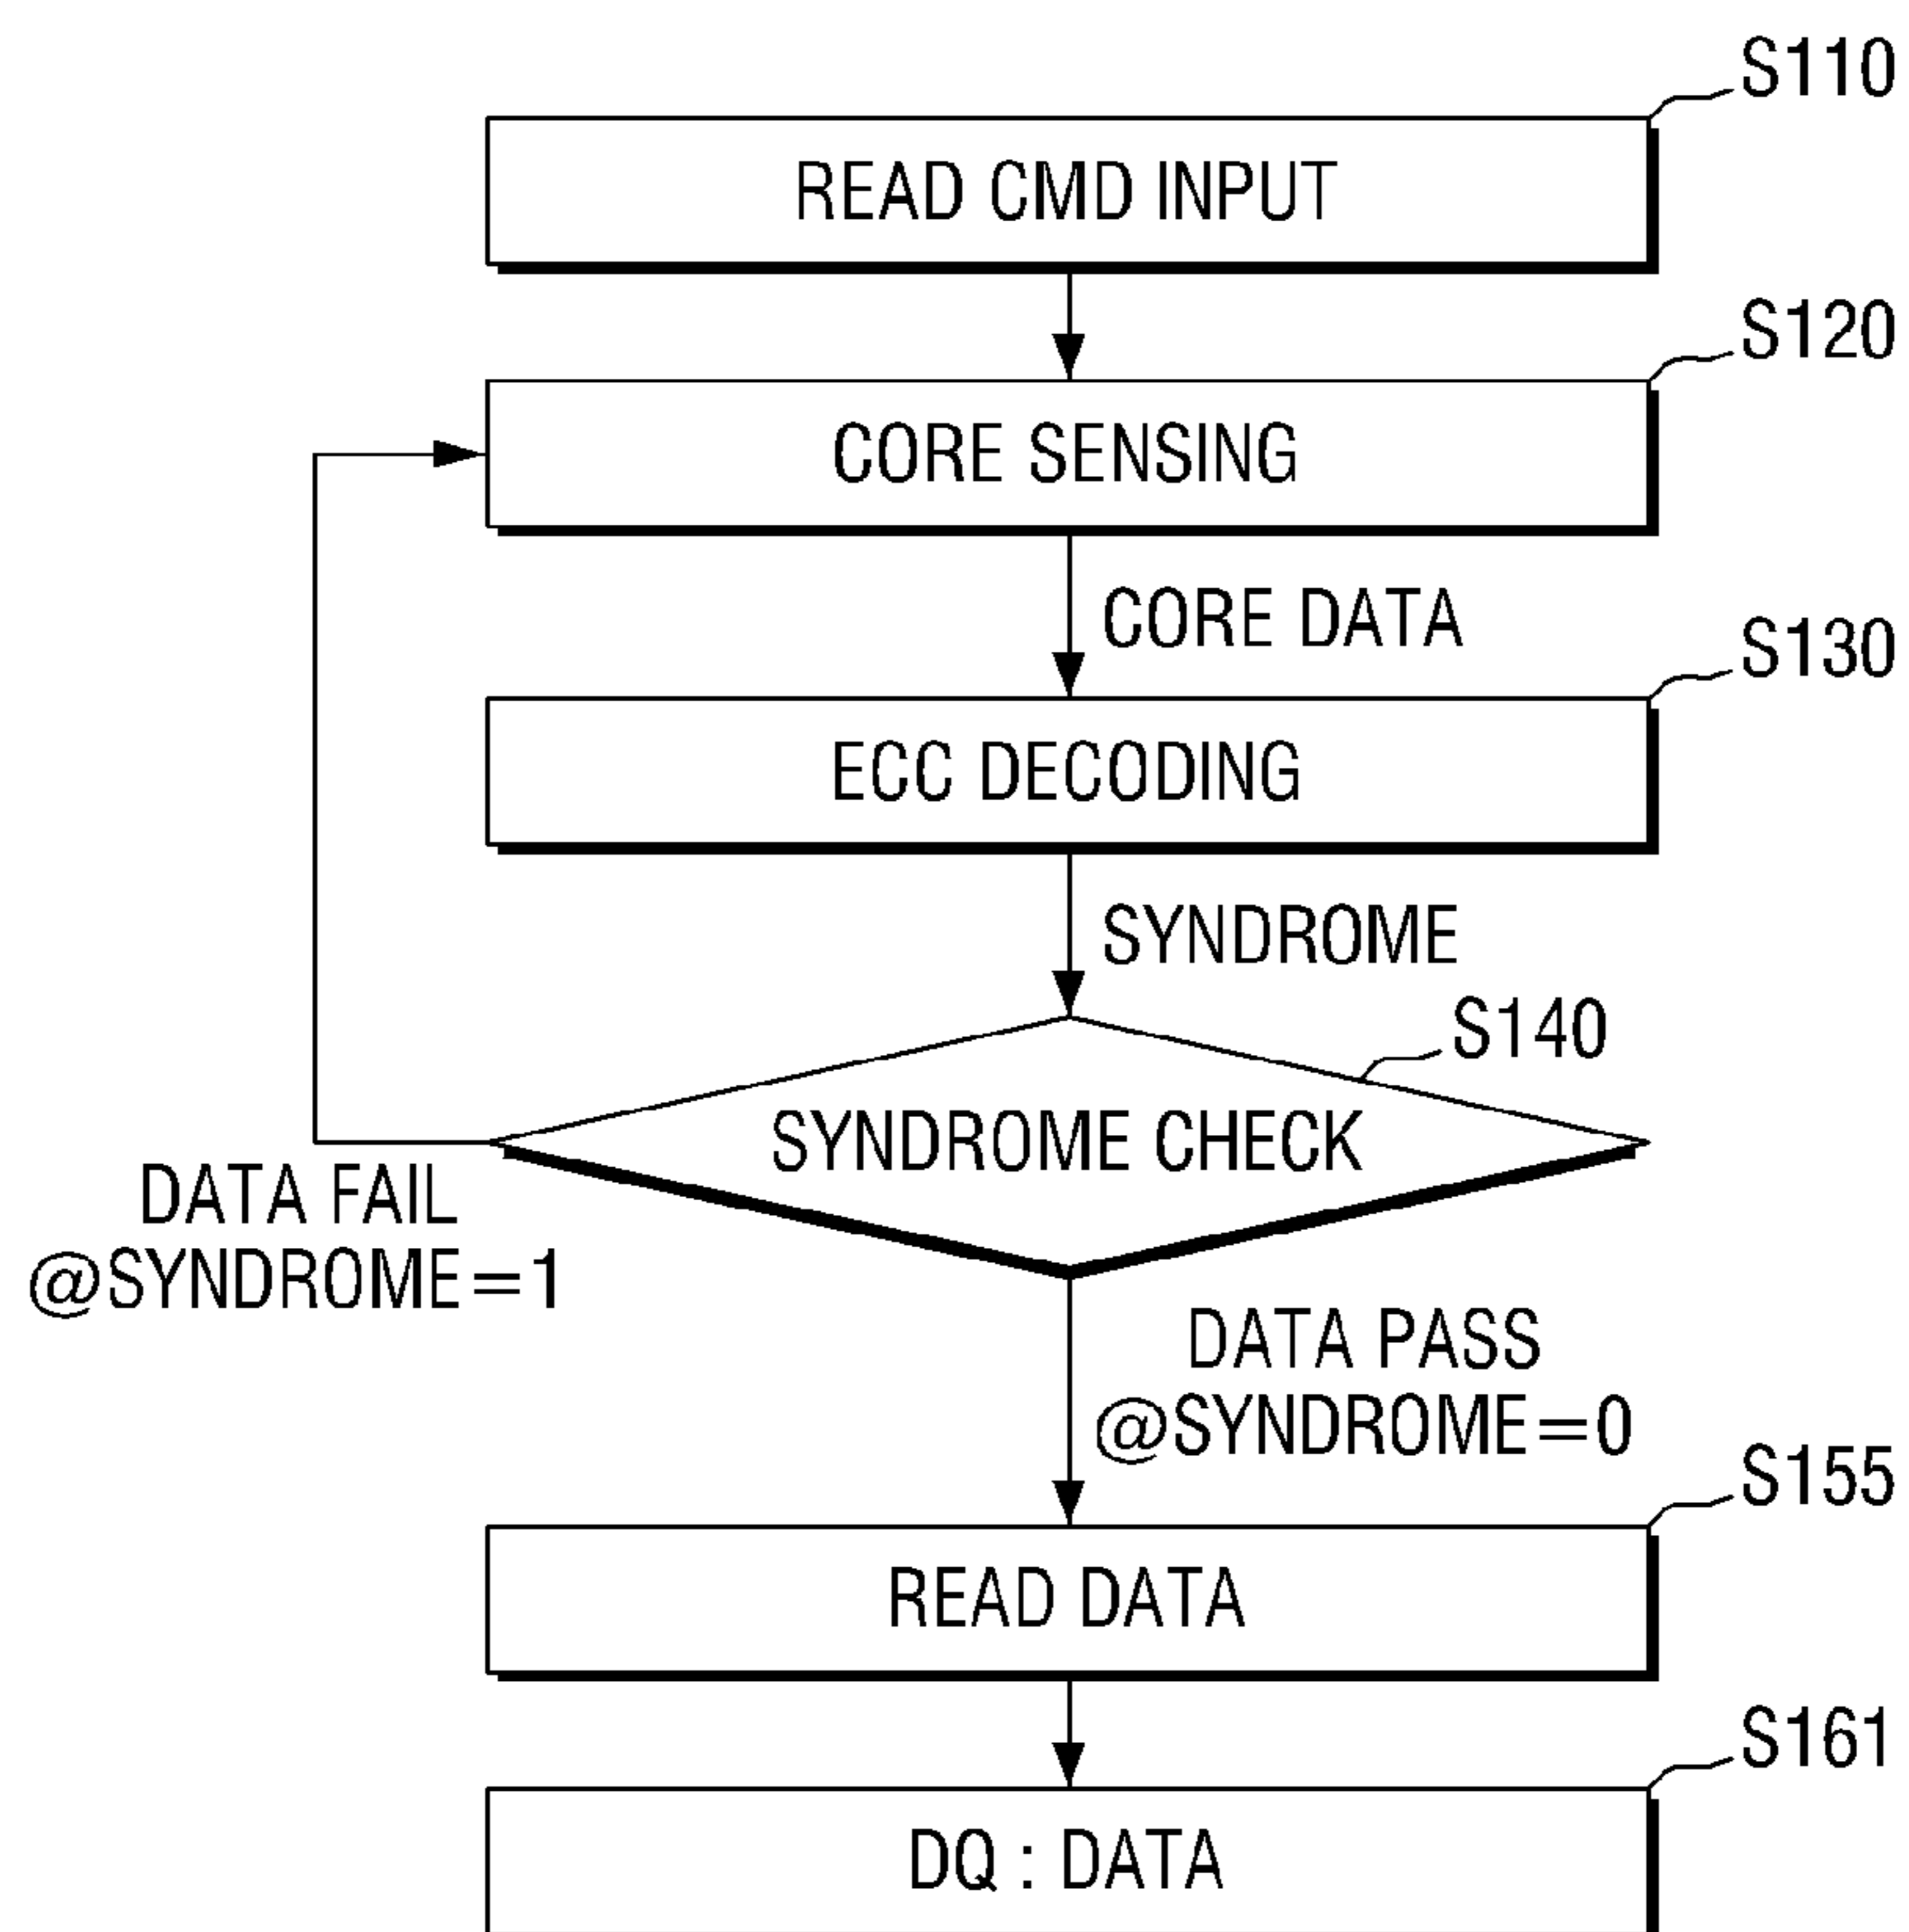 S110
READ CMD INPUT
S120
CORE SENSING
CORE DATA
S130
ECC DECODING
SYNDROME
S140
SYNDROME CHECK
DATA FAIL
@SYNDROME=1
DATA PASS
@SYNDROME=0
S155
READ DATA
S161
DQ : DATA